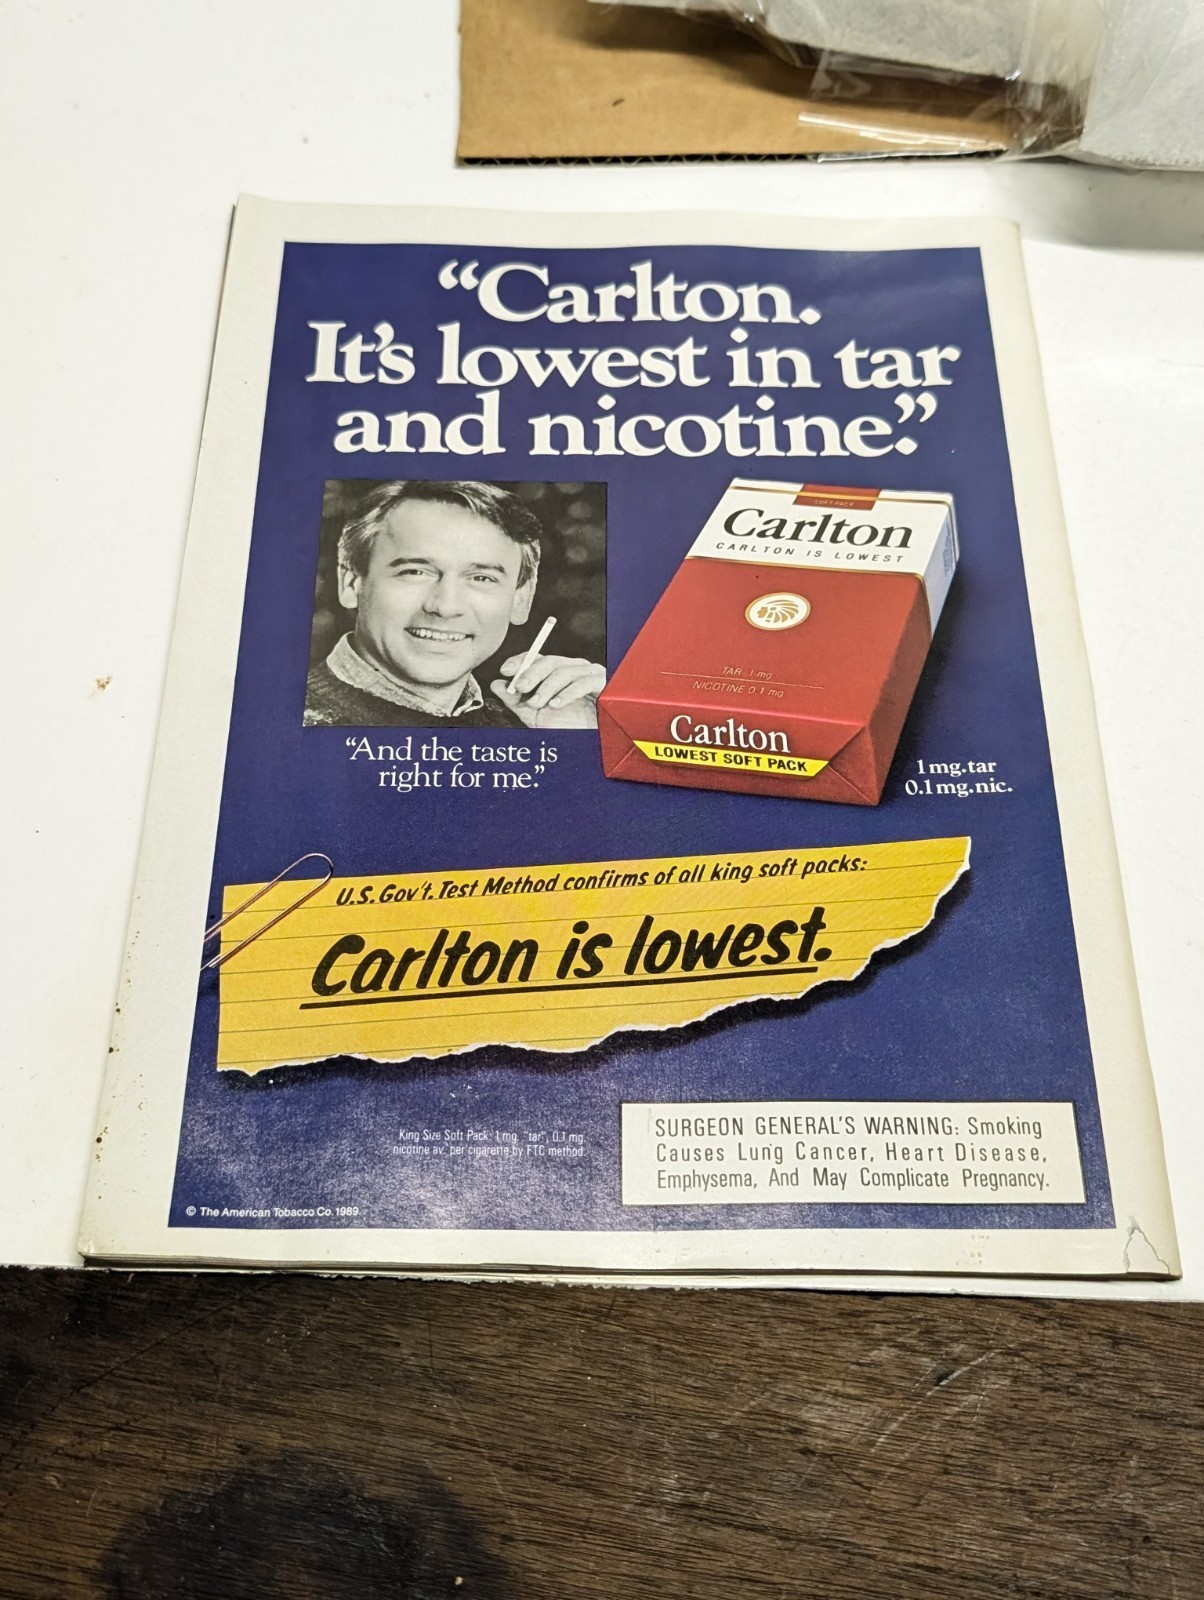 “Carlton.
It's lowest in tar
and nicotine.”
SOFT PACK
Carlton
CARLTON IS LOWEST
TAR 1 mg
NICOTINE 0.1 mg
Carlton
LOWEST SOFT PACK
“And the taste is
right for me.”
1 mg. tar
0.1 mg. nic.
U.S. Gov't. Test Method confirms of all king soft packs:
Carlton is lowest.
King Size Soft Pack: 1 mg. "tar", 0.1 mg.
nicotine av. per cigarette by FTC method.
SURGEON GENERAL'S WARNING: Smoking
Causes Lung Cancer, Heart Disease,
Emphysema, And May Complicate Pregnancy.
© The American Tobacco Co. 1989.